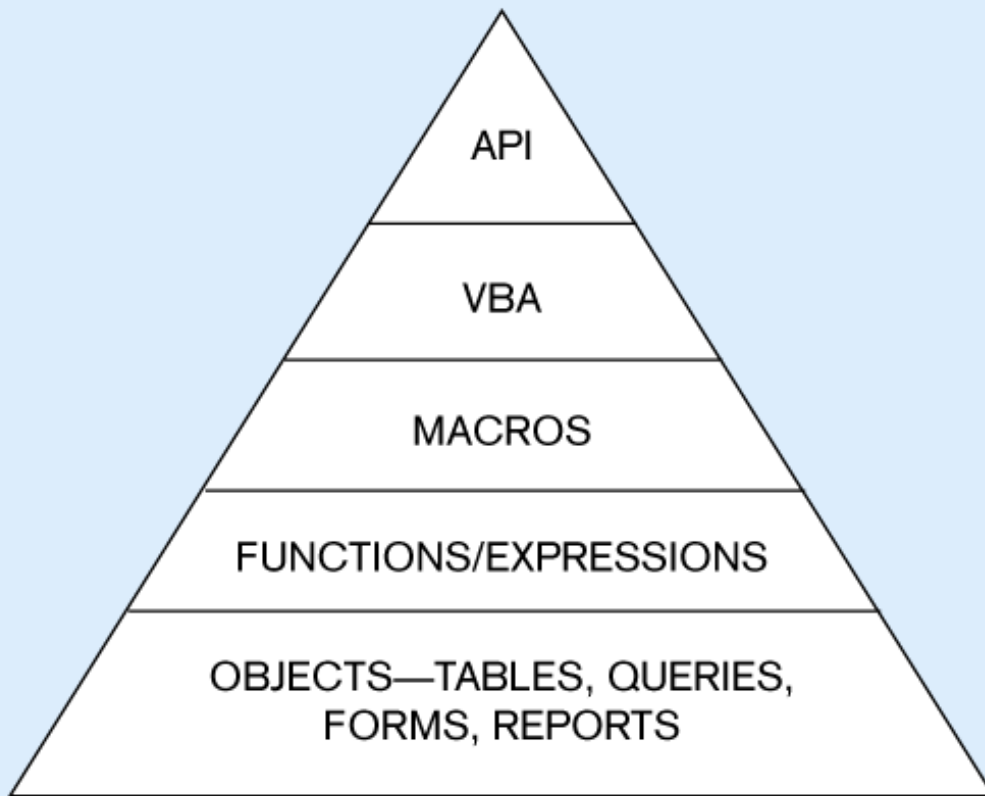 API
VBA
MACROS
FUNCTIONS/EXPRESSIONS
OBJECTS—TABLES, QUERIES,
FORMS, REPORTS